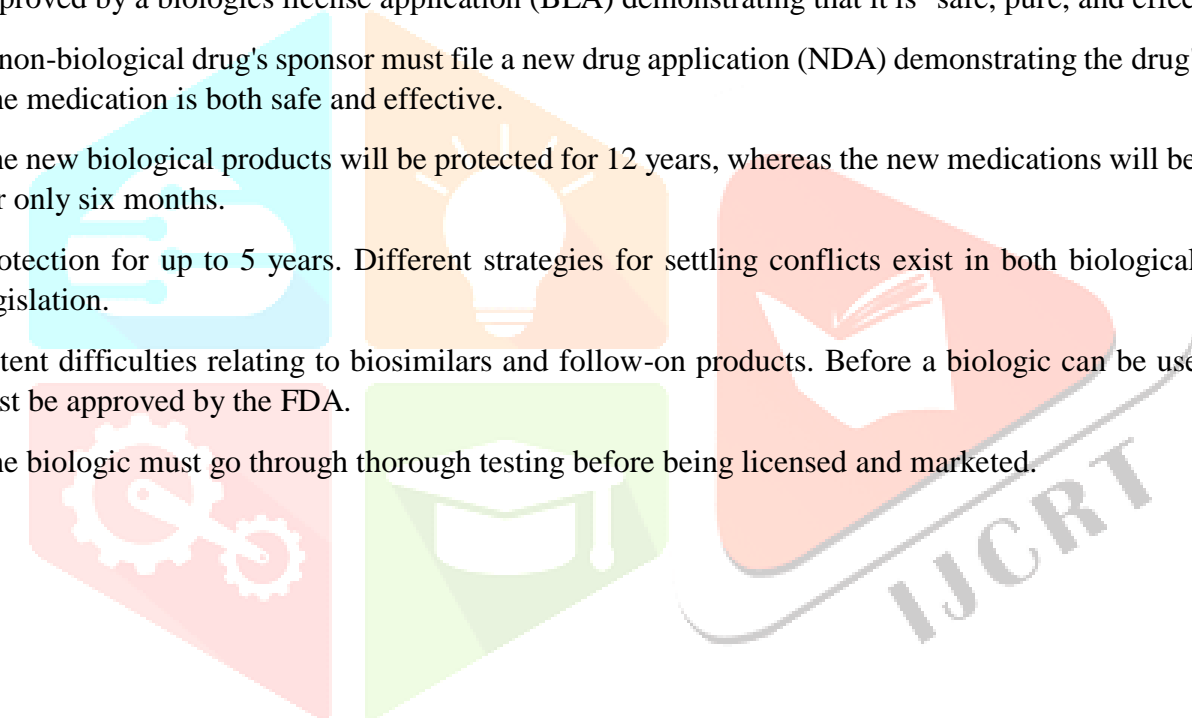 proved by a biologics license application (BLA) demonstrating that it is "safe, pure, and effec
non-biological drug's sponsor must file a new drug application (NDA) demonstrating the drug'
he medication is both safe and effective.
he new biological products will be protected for 12 years, whereas the new medications will be
r only six months.
otection for up to 5 years. Different strategies for settling conflicts exist in both biological
gislation.
tent difficulties relating to biosimilars and follow-on products. Before a biologic can be use
st be approved by the FDA.
he biologic must go through thorough testing before being licensed and marketed.
IJCRT